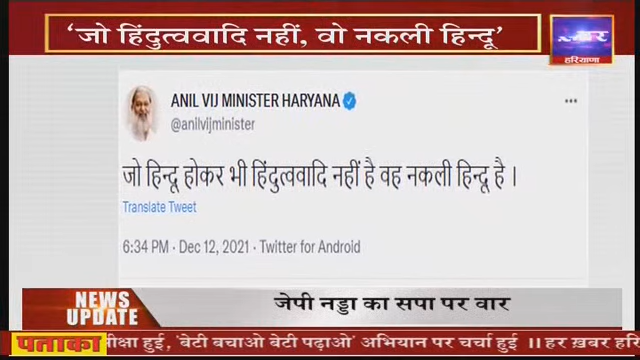 ‘जो हिंदुत्ववादि नहीं, वो नकली हिन्दू’
हरियाणा
ANIL VIJ MINISTER HARYANA
@anilvijminister
जो हिन्दू होकर भी हिंदुत्ववादि नहीं है वह नकली हिन्दू है ।
Translate Tweet
6:34 PM · Dec 12, 2021 · Twitter for Android
NEWS UPDATE
जेपी नड्डा का सपा पर वार
पताका
मीक्षा हुई, 'बेटी बचाओ बेटी पढ़ाओ' अभियान पर चर्चा हुई ॥ हर ख़बर हरि